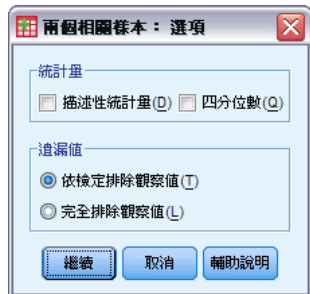 兩個相關樣本： 選項
統計量
描述性統計量(D) 四分位數(Q)
遺漏值
依檢定排除觀察值(T)
完全排除觀察值(L)
繼續 取消 輔助說明